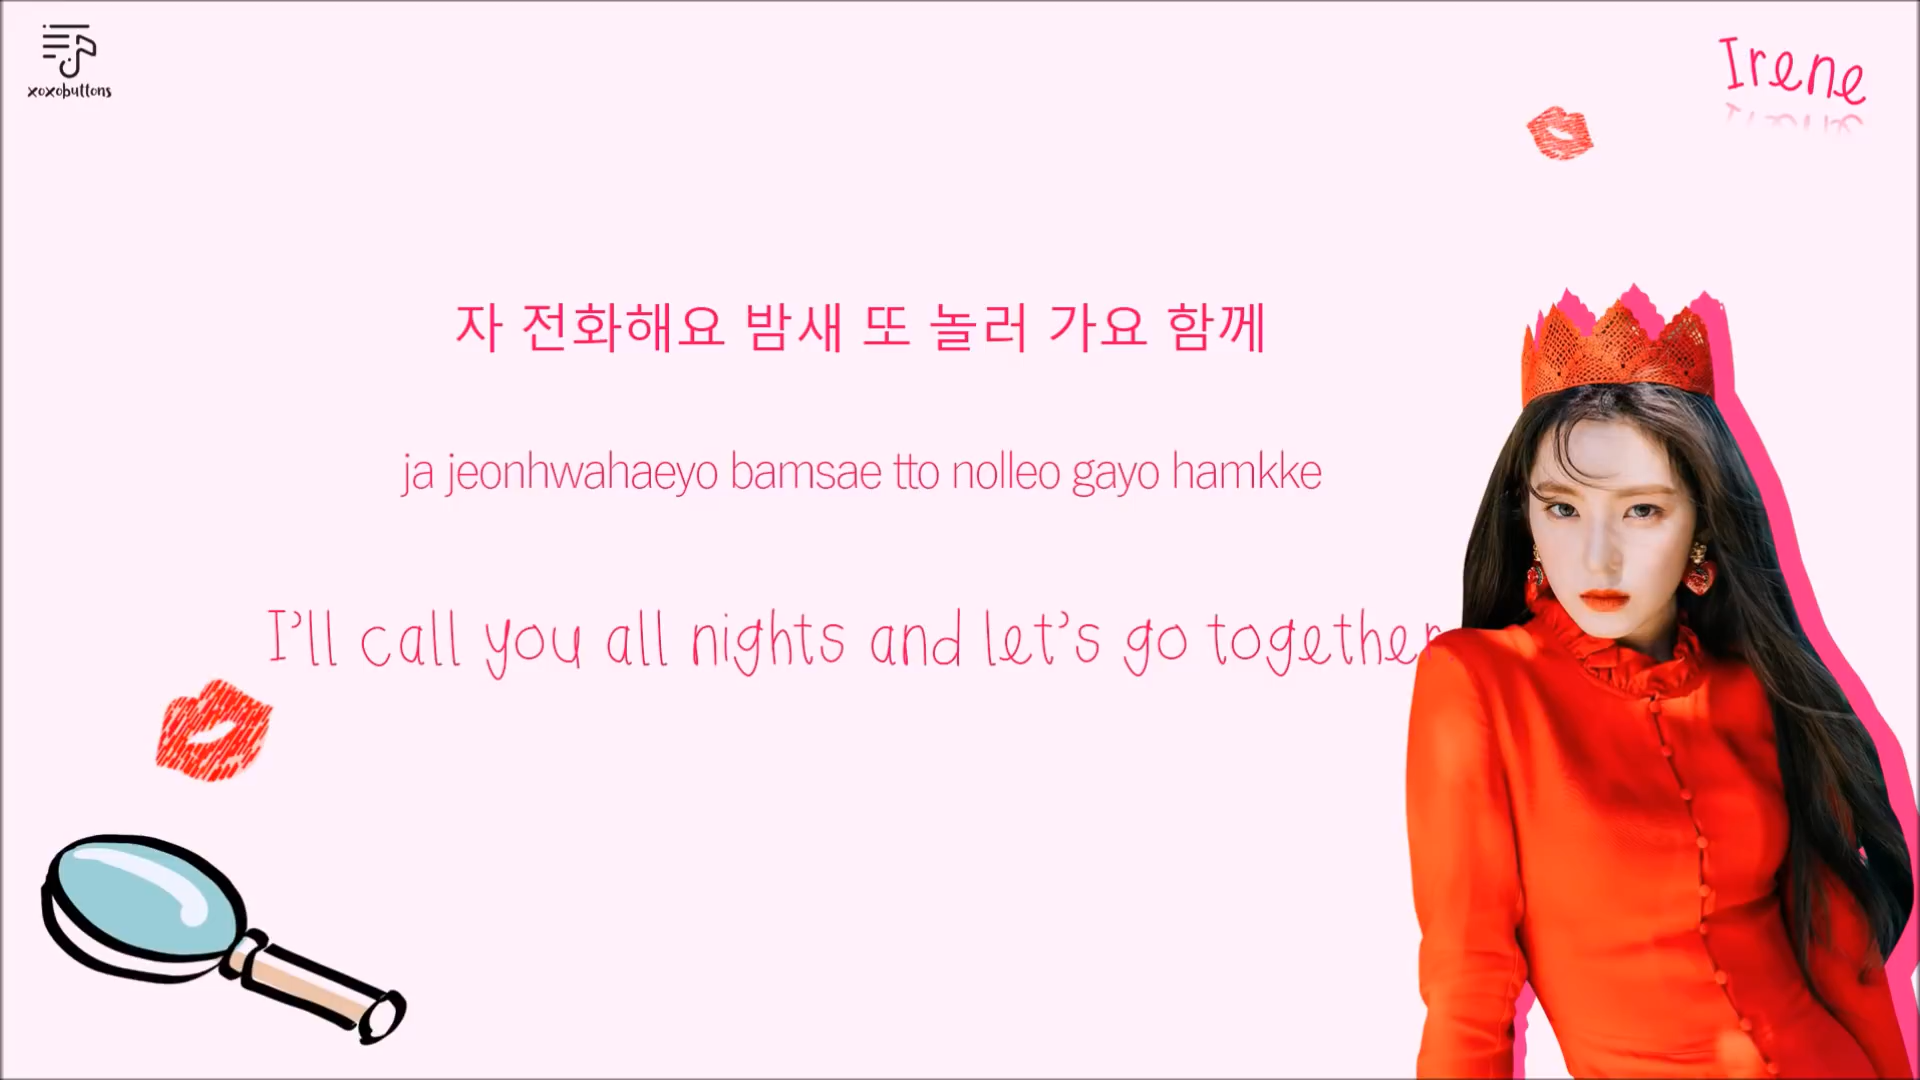 xoxobuttons
Irene
자 전화해요 밤새 또 놀러 가요 함께
ja jeonhwahaeyo bamsae tto nolleo gayo hamkke
I'll call you all nights and let's go together